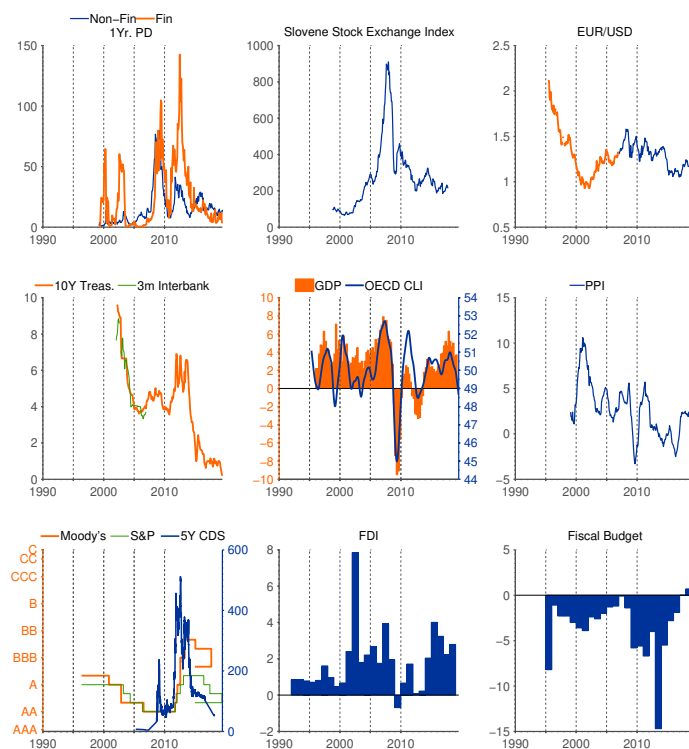 Non−Fin Fin
1Yr. PD
150
100
50
0
1990 2000 2010
Slovene Stock Exchange Index
1000
800
600
400
200
0
1990 2000 2010
EUR/USD
2.5
2
1.5
1
0.5
1990 2000 2010
10Y Treas. 3m Interbank
10
8
6
4
2
0
1990 2000 2010
GDP OECD CLI
10
8
6
4
2
0
−2
−4
−6
−8
−10
54
53
52
51
50
49
48
47
46
45
44
1990 2000 2010
PPI
15
10
5
0
−5
1990 2000 2010
Moody's S&P 5Y CDS
C
CC
CCC
B
BB
BBB
A
AA
AAA
600
400
200
0
1990 2000 2010
FDI
8
6
4
2
0
−2
1990 2000 2010
Fiscal Budget
5
0
−5
−10
−15
1990 2000 2010